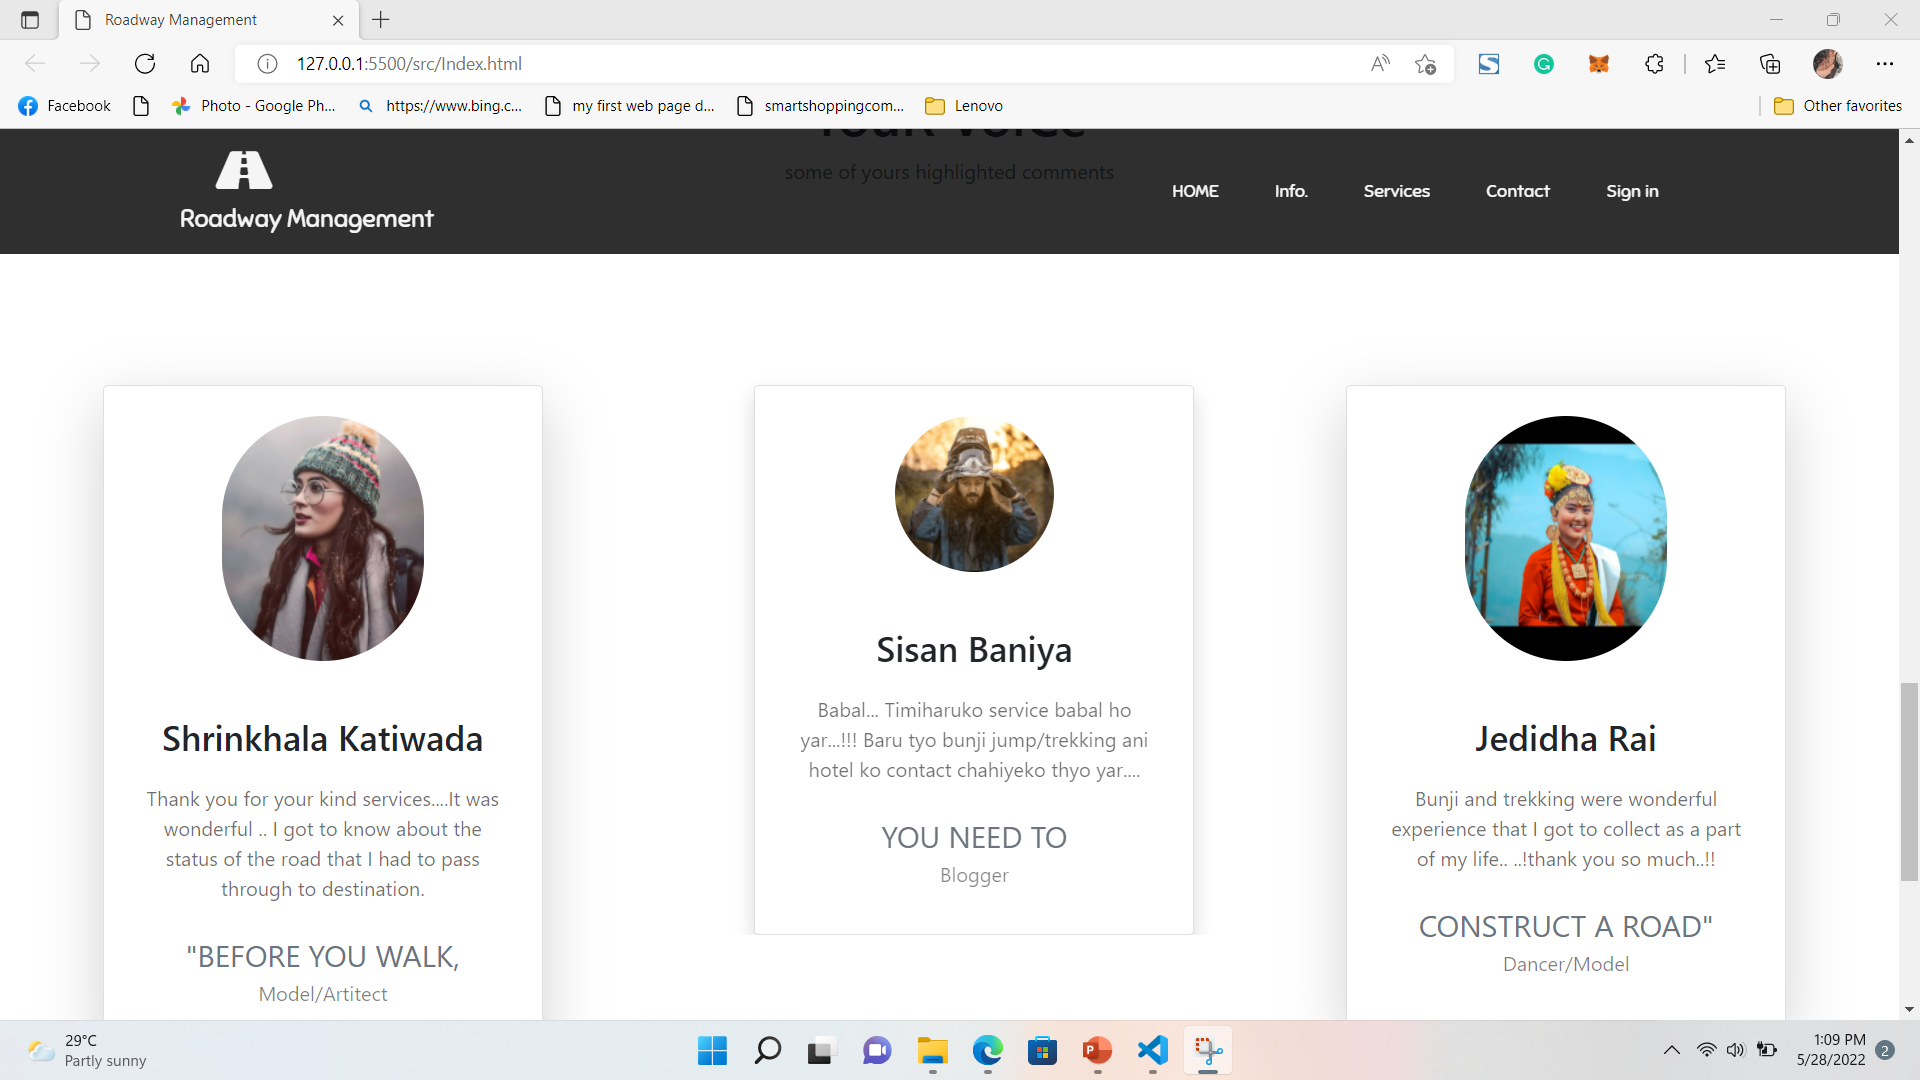 Roadway Management
127.0.0.1:5500/src/Index.html
Facebook
Photo - Google Ph...
https://www.bing.c...
my first web page d...
smartshoppingcom...
Lenovo
Other favorites
YouR VoiCe
some of yours highlighted comments
Roadway Management
HOME
Info.
Services
Contact
Sign in
Shrinkhala Katiwada
Thank you for your kind services....It was
wonderful .. I got to know about the
status of the road that I had to pass
through to destination.
"BEFORE YOU WALK,
Model/Artitect
Sisan Baniya
Babal... Timiharuko service babal ho
yar...!!! Baru tyo bunji jump/trekking ani
hotel ko contact chahiyeko thyo yar....
YOU NEED TO
Blogger
Jedidha Rai
Bunji and trekking were wonderful
experience that I got to collect as a part
of my life.. ..!thank you so much..!!
CONSTRUCT A ROAD"
Dancer/Model
29°C
Partly sunny
1:09 PM
5/28/2022
2